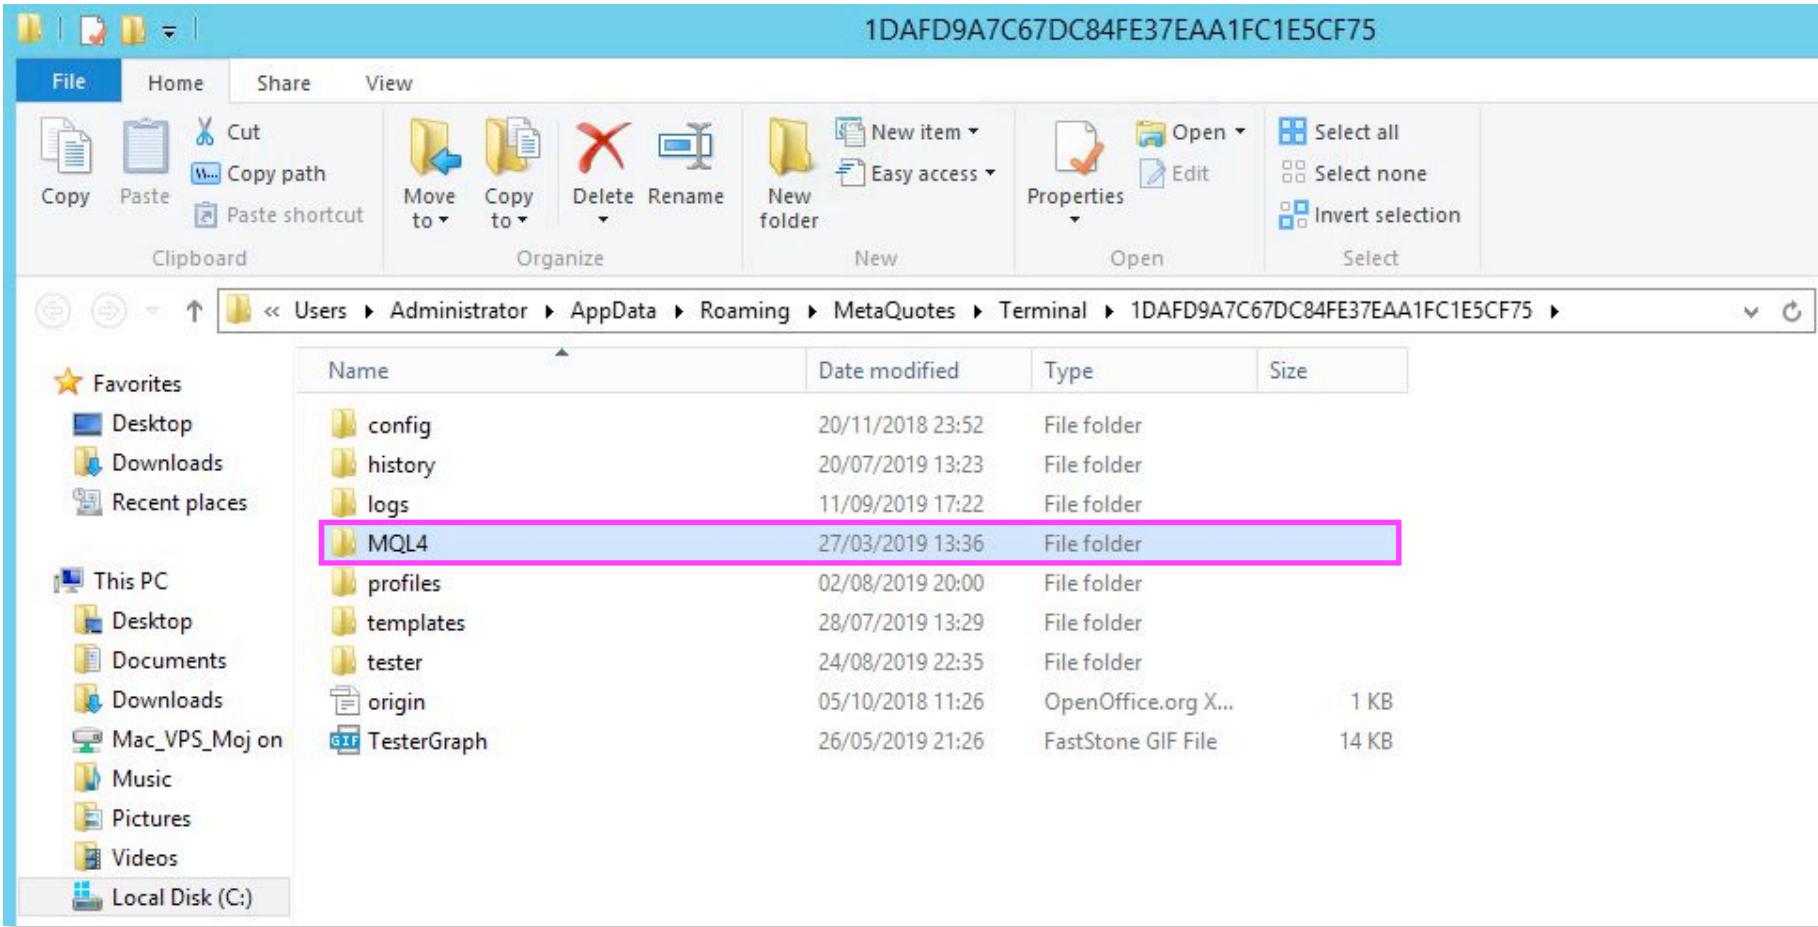 1DAFD9A7C67DC84FE37EAA1FC1E5CF75
File Home Share View
Copy
Paste
Cut
Copy path
Paste shortcut
Clipboard
Move to
Copy to
Delete
Rename
Organize
New folder
New item
Easy access
New
Properties
Open
Edit
Open
Select all
Select none
Invert selection
Select
« Users Administrator AppData Roaming MetaQuotes Terminal 1DAFD9A7C67DC84FE37EAA1FC1E5CF75
Favorites
Desktop
Downloads
Recent places
This PC
Desktop
Documents
Downloads
Mac_VPS_Moj on
Music
Pictures
Videos
Local Disk (C:)
Name Date modified Type Size
config 20/11/2018 23:52 File folder
history 20/07/2019 13:23 File folder
logs 11/09/2019 17:22 File folder
MQL4 27/03/2019 13:36 File folder
profiles 02/08/2019 20:00 File folder
templates 28/07/2019 13:29 File folder
tester 24/08/2019 22:35 File folder
origin 05/10/2018 11:26 OpenOffice.org X... 1 KB
GIF TesterGraph 26/05/2019 21:26 FastStone GIF File 14 KB